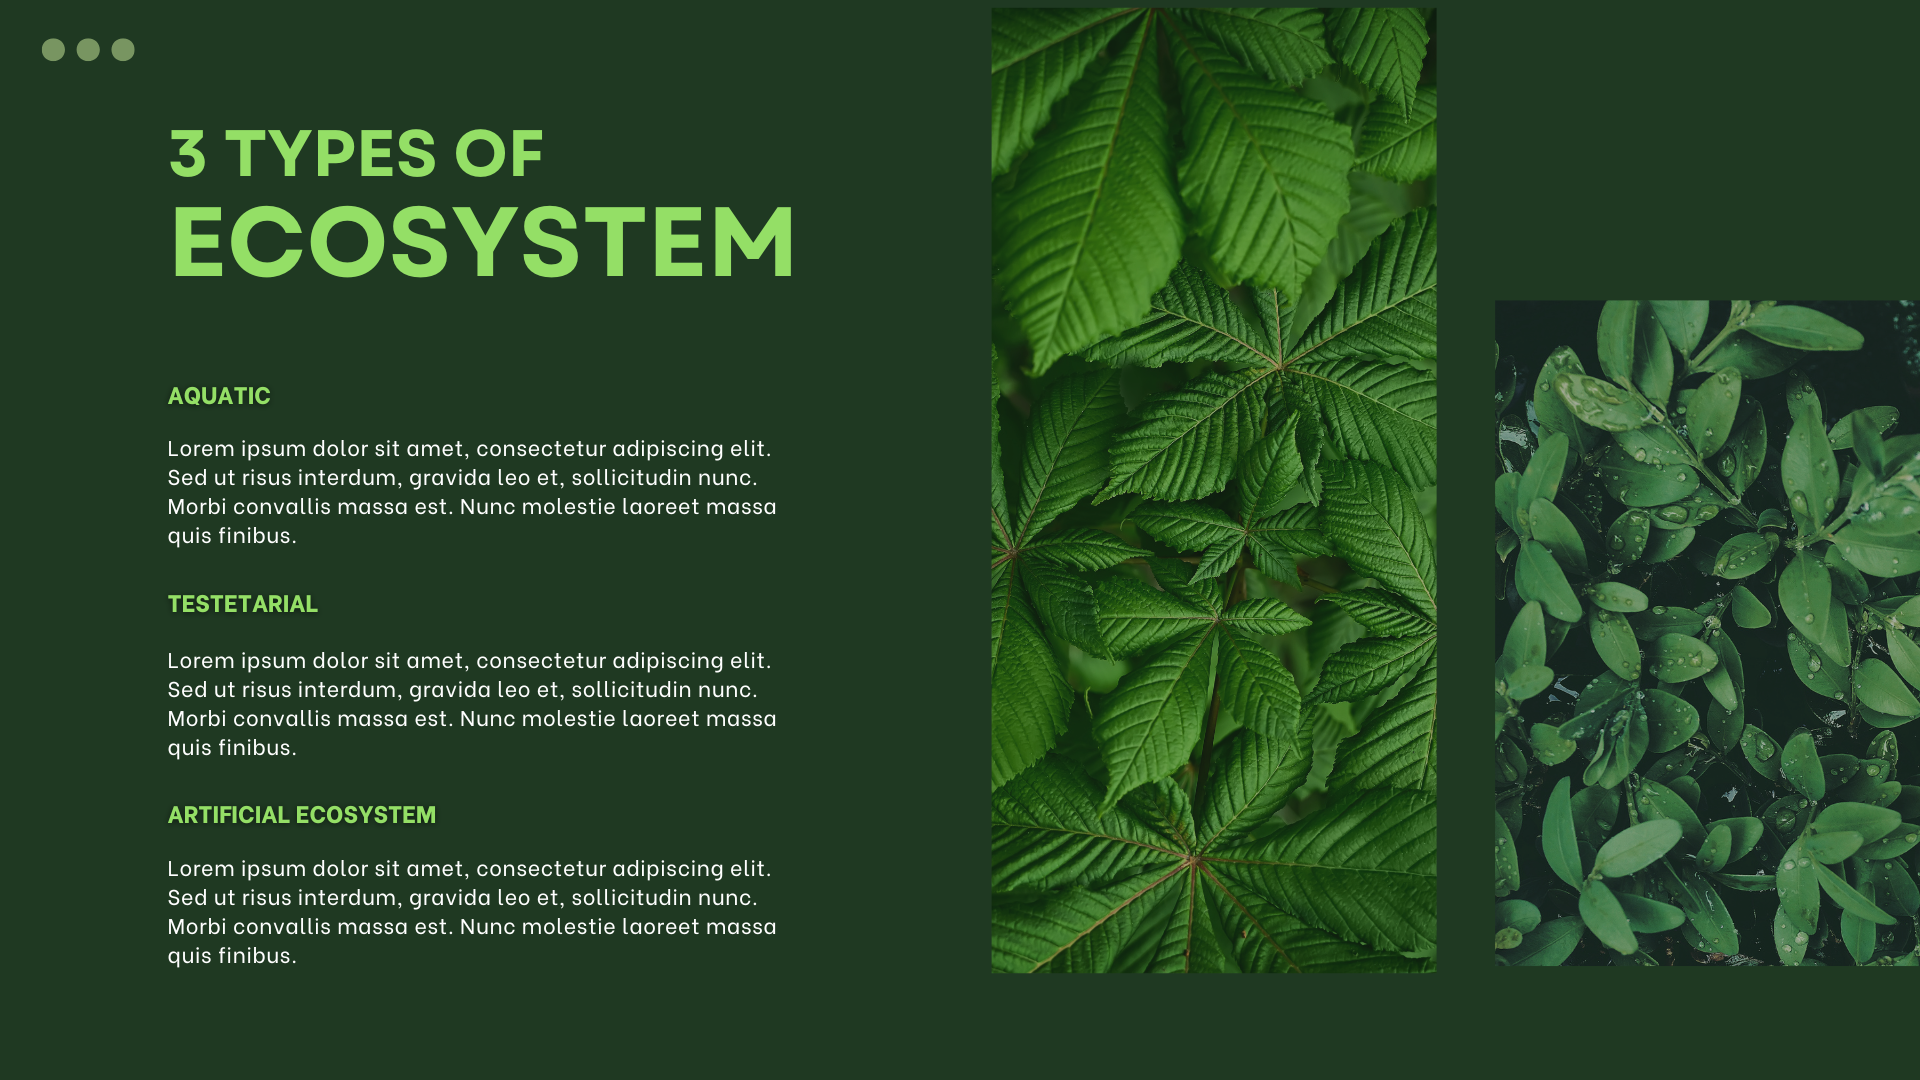 3 TYPES OF
ECOSYSTEM
AQUATIC
Lorem ipsum dolor sit amet, consectetur adipiscing elit.
Sed ut risus interdum, gravida leo et, sollicitudin nunc.
Morbi convallis massa est. Nunc molestie laoreet massa
quis finibus.
TESTETARIAL
Lorem ipsum dolor sit amet, consectetur adipiscing elit.
Sed ut risus interdum, gravida leo et, sollicitudin nunc.
Morbi convallis massa est. Nunc molestie laoreet massa
quis finibus.
ARTIFICIAL ECOSYSTEM
Lorem ipsum dolor sit amet, consectetur adipiscing elit.
Sed ut risus interdum, gravida leo et, sollicitudin nunc.
Morbi convallis massa est. Nunc molestie laoreet massa
quis finibus.